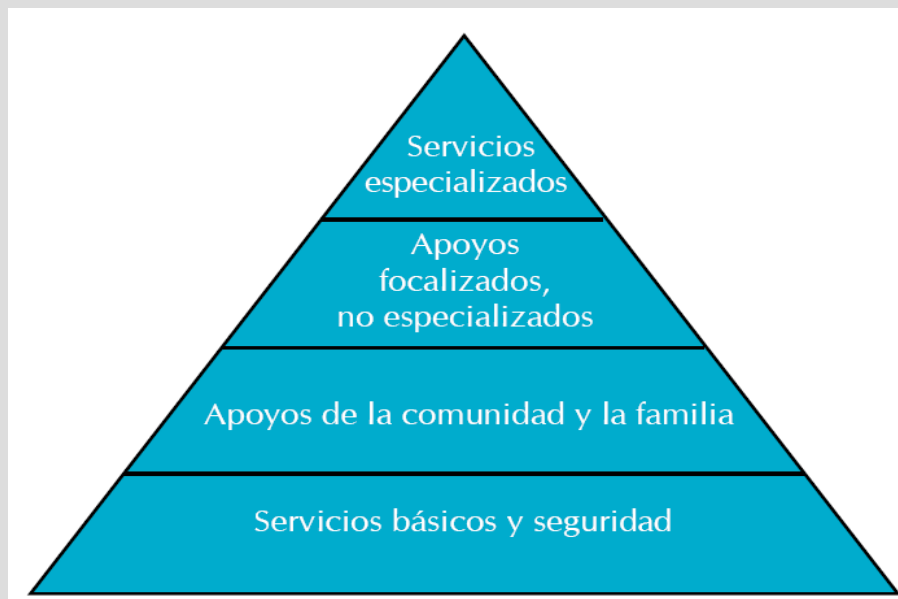 Servicios
especializados
Apoyos
focalizados,
no especializados
Apoyos de la comunidad y la familia
Servicios básicos y seguridad